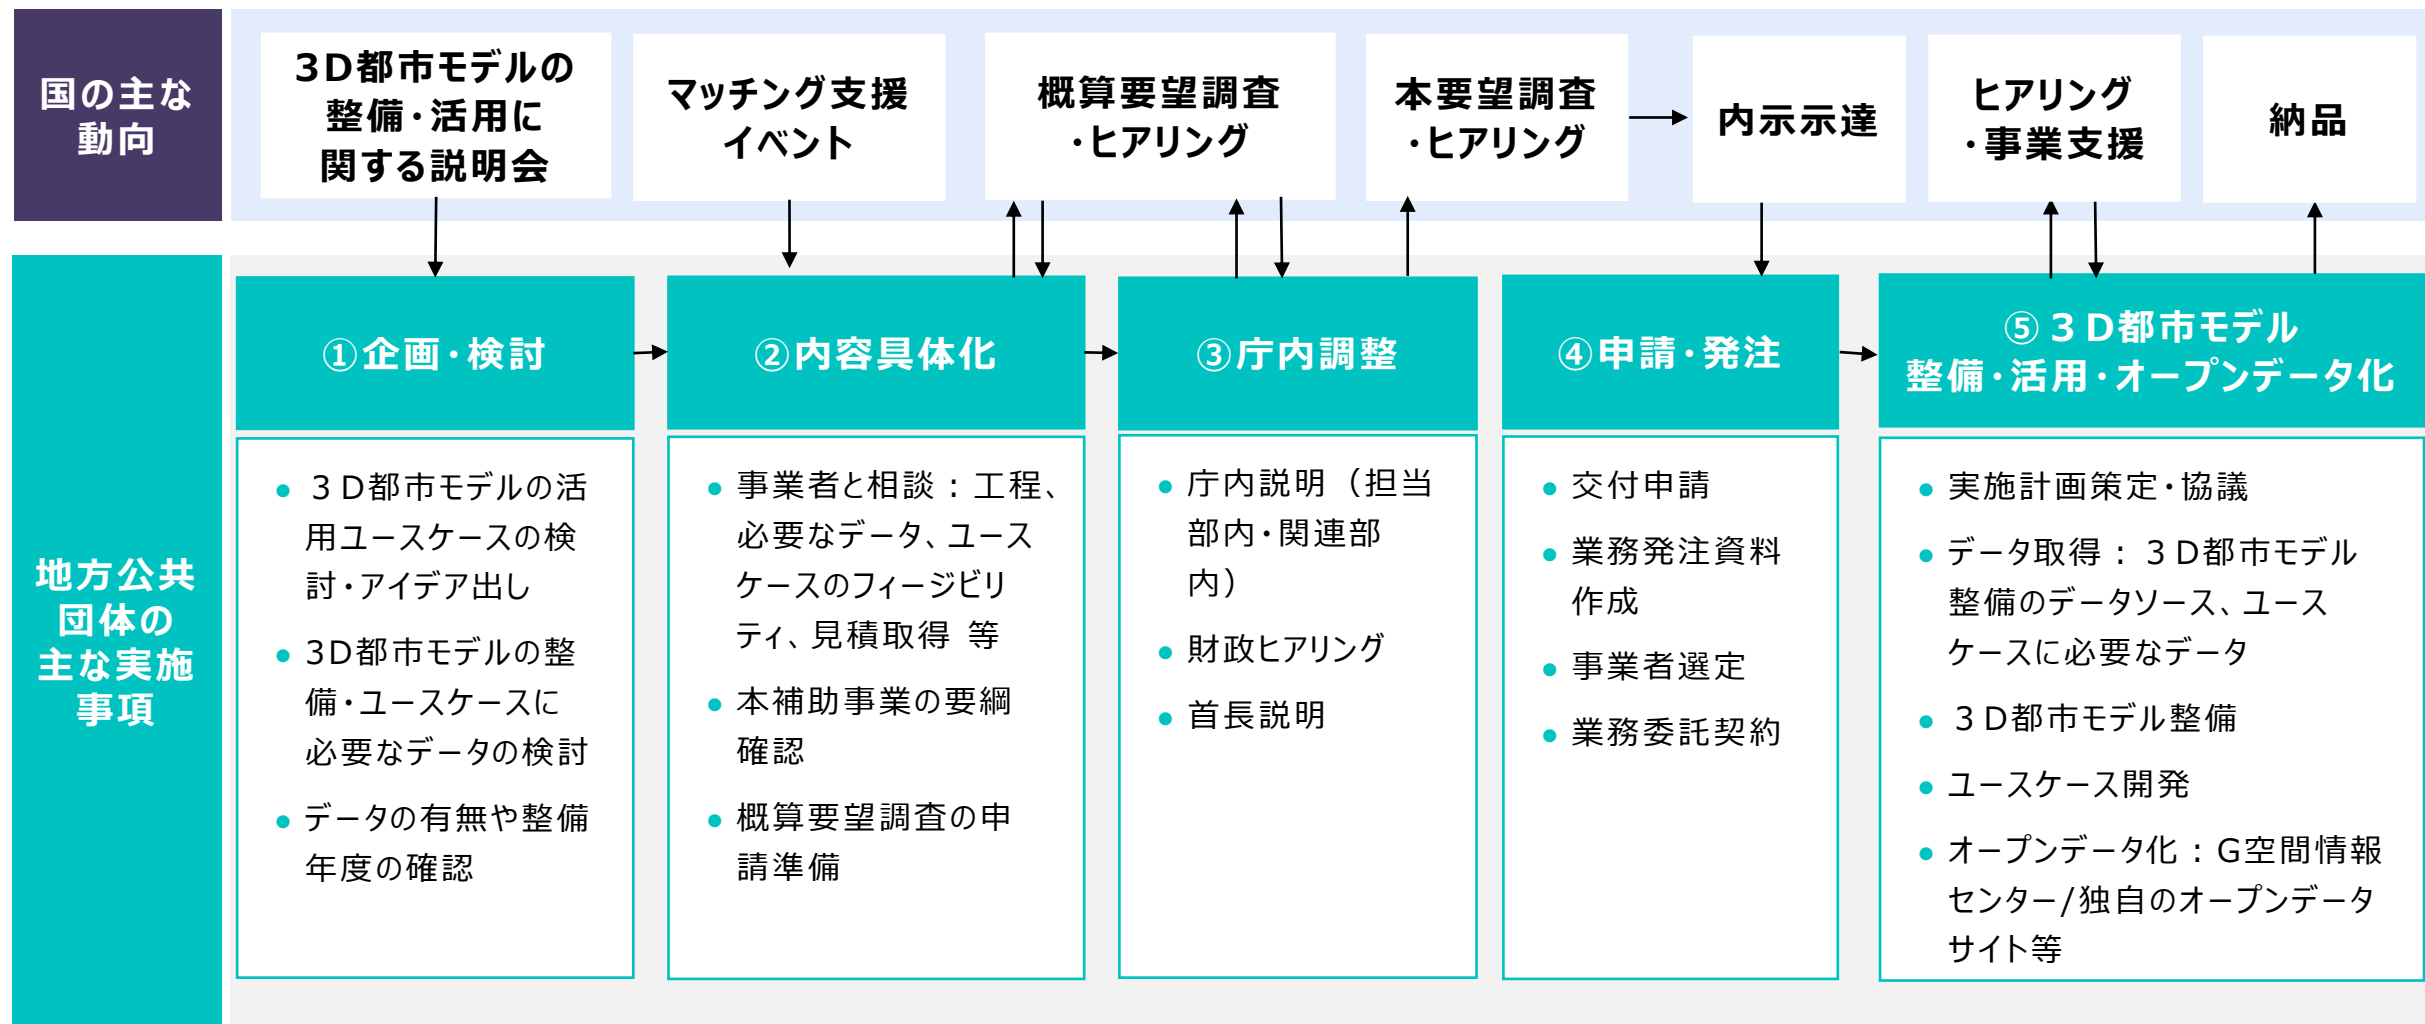 国の主な
動向
3D都市モデルの
整備・活用に
関する説明会
マッチング支援
イベント
概算要望調査
・ヒアリング
本要望調査
・ヒアリング
内示示達
ヒアリング
・事業支援
納品
地方公共
団体の
主な実施
事項
①企画・検討
● ３Ｄ都市モデルの活
用ユースケースの検
討・アイデア出し
● 3D都市モデルの整
備・ユースケースに
必要なデータの検討
● データの有無や整備
年度の確認
②内容具体化
● 事業者と相談：工程、
必要なデータ、ユース
ケースのフィージビリ
ティ、見積取得 等
● 本補助事業の要綱
確認
● 概算要望調査の申
請準備
③庁内調整
● 庁内説明（担当
部内・関連部
内）
● 財政ヒアリング
● 首長説明
④申請・発注
● 交付申請
● 業務発注資料
作成
● 事業者選定
● 業務委託契約
⑤３Ｄ都市モデル
整備・活用・オープンデータ化
● 実施計画策定・協議
● データ取得：３Ｄ都市モデル
整備のデータソース、ユース
ケースに必要なデータ
● ３Ｄ都市モデル整備
● ユースケース開発
● オープンデータ化：G空間情報
センター/独自のオープンデータ
サイト等